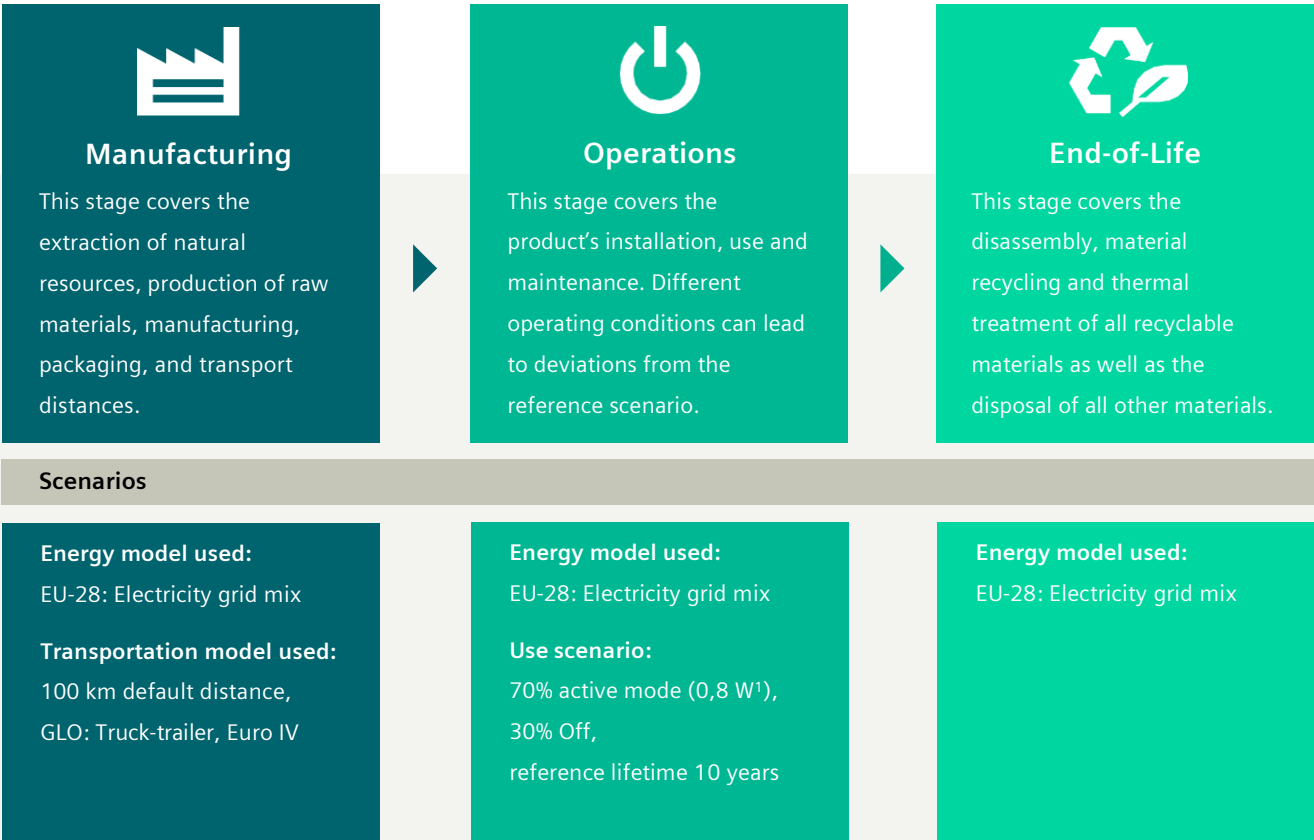 Manufacturing
This stage covers the
extraction of natural
resources, production of raw
materials, manufacturing,
packaging, and transport
distances.
Operations
This stage covers the
product’s installation, use and
maintenance. Different
operating conditions can lead
to deviations from the
reference scenario.
End-of-Life
This stage covers the
disassembly, material
recycling and thermal
treatment of all recyclable
materials as well as the
disposal of all other materials.
Scenarios
Energy model used:
EU-28: Electricity grid mix
Transportation model used:
100 km default distance,
GLO: Truck-trailer, Euro IV
Energy model used:
EU-28: Electricity grid mix
Use scenario:
70% active mode (0,8 W¹),
30% Off,
reference lifetime 10 years
Energy model used:
EU-28: Electricity grid mix